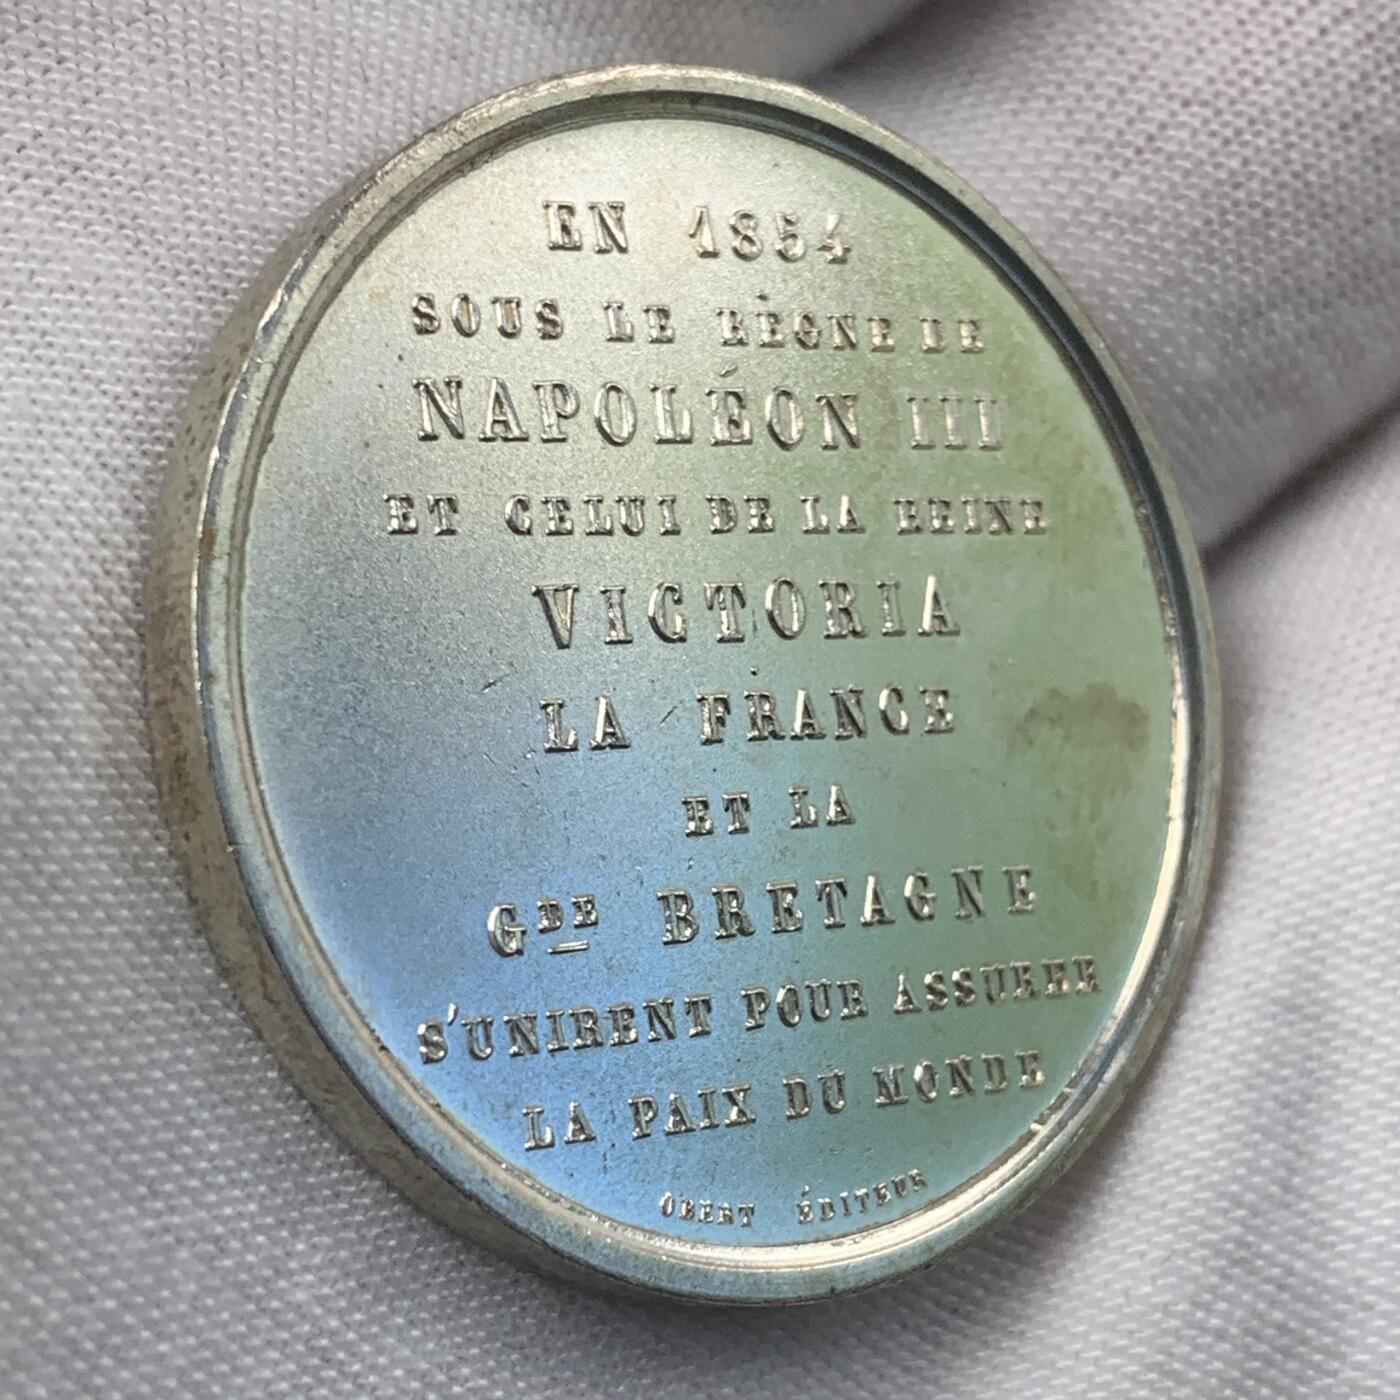 EN 1854
SOUS LE RÈGNE DE
NAPOLÉON III
ET CELUI DE LA REINE
VICTORIA
LA FRANCE
ET LA
GDE BRETAGNE
S'UNIRENT POUR ASSURER
LA PAIX DU MONDE
OBERT ÉDITEUR